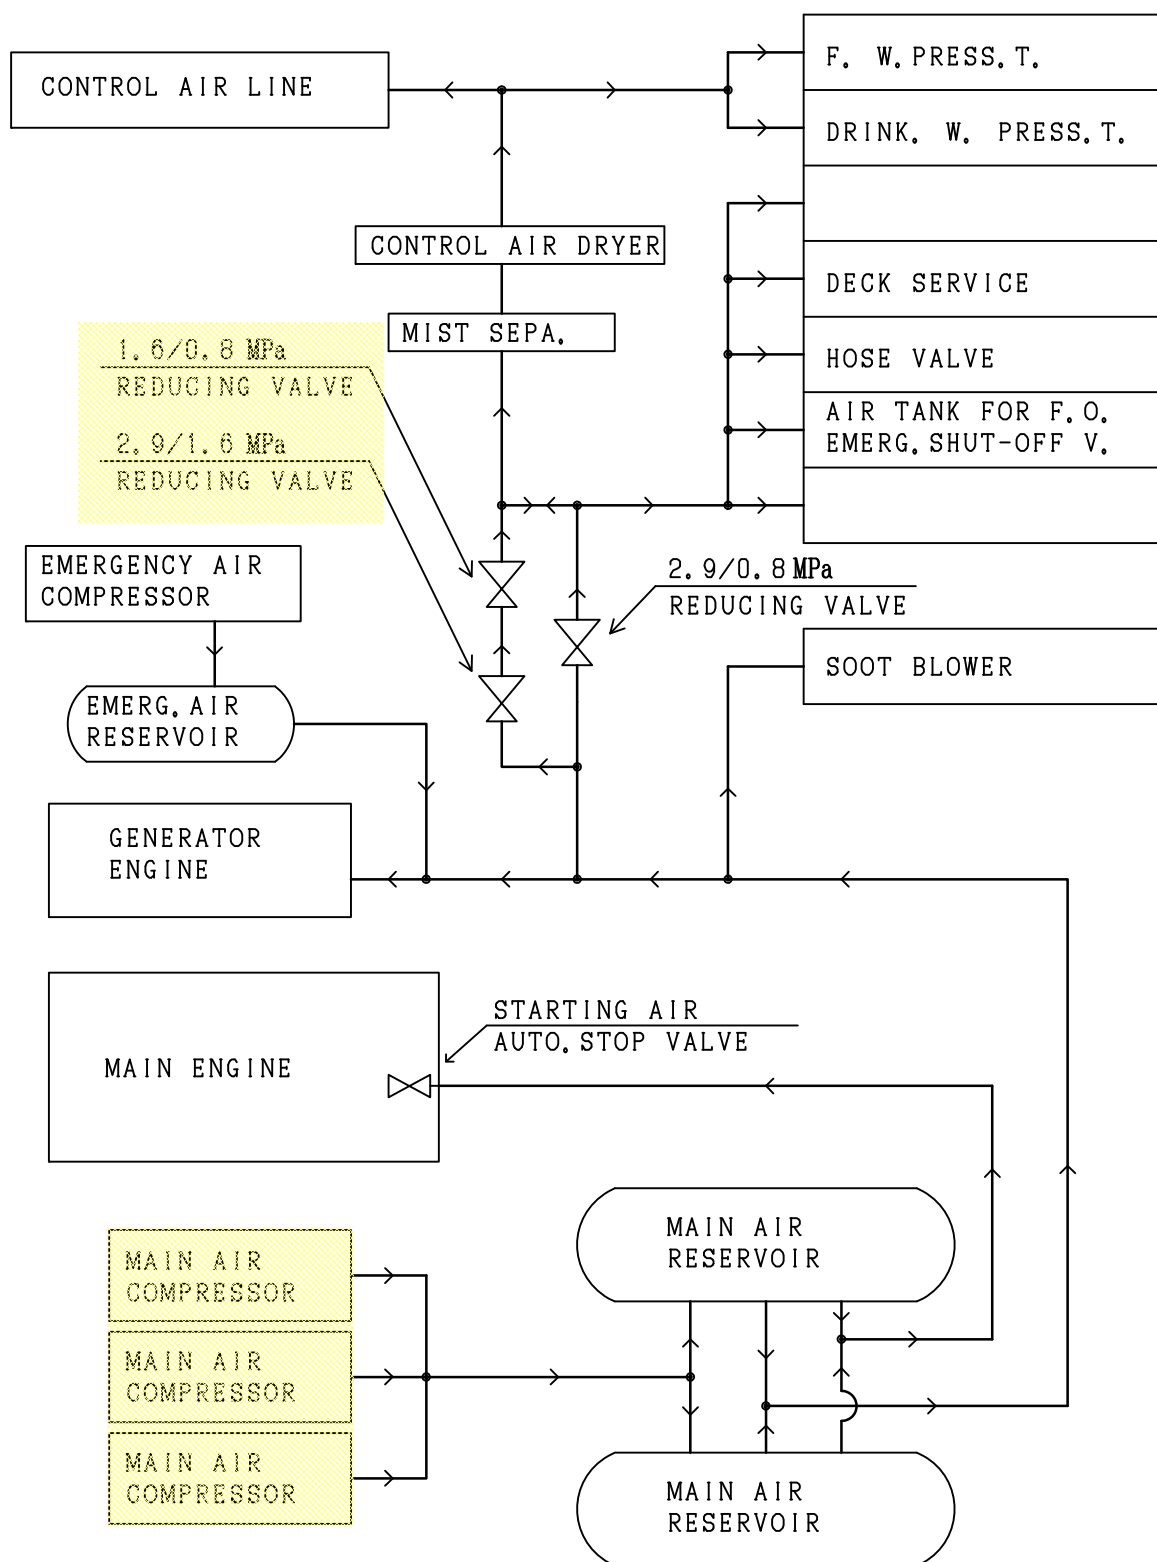 F. W. PRESS. T.
CONTROL AIR LINE
DRINK. W. PRESS. T.
CONTROL AIR DRYER
DECK SERVICE
MIST SEPA.
1.6/0.8 MPa
REDUCING VALVE
HOSE VALVE
AIR TANK FOR F.O.
EMERG. SHUT-OFF V.
2.9/1.6 MPa
REDUCING VALVE
EMERGENCY AIR
COMPRESSOR
2.9/0.8 MPa
REDUCING VALVE
SOOT BLOWER
EMERG. AIR
RESERVOIR
GENERATOR
ENGINE
STARTING AIR
AUTO. STOP VALVE
MAIN ENGINE
MAIN AIR
RESERVOIR
MAIN AIR
COMPRESSOR
MAIN AIR
COMPRESSOR
MAIN AIR
COMPRESSOR
MAIN AIR
RESERVOIR